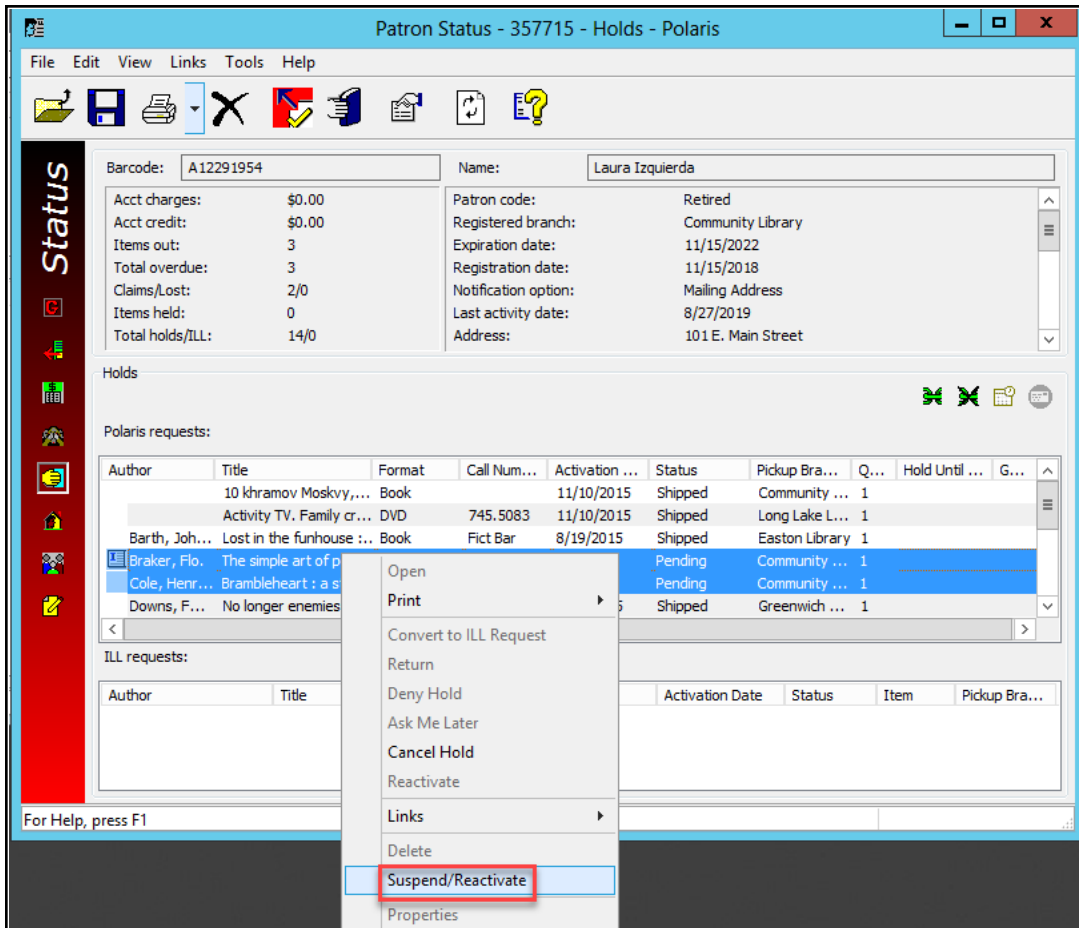 Patron Status - 357715 - Holds - Polaris
File Edit View Links Tools Help
Status
Barcode: A12291954 Name: Laura Izquierda
Acct charges: $0.00 Patron code: Retired
Acct credit: $0.00 Registered branch: Community Library
Items out: 3 Expiration date: 11/15/2022
Total overdue: 3 Registration date: 11/15/2018
Claims/Lost: 2/0 Notification option: Mailing Address
Items held: 0 Last activity date: 8/27/2019
Total holds/ILL: 14/0 Address: 101 E. Main Street
Holds
Polaris requests:
Author Title Format Call Num... Activation ... Status Pickup Bra... Q... Hold Until ... G...
10 khramov Moskvy,... Book 11/10/2015 Shipped Community ... 1
Activity TV. Family cr... DVD 745.5083 11/10/2015 Shipped Long Lake L... 1
Barth, Joh... Lost in the funhouse :... Book Fict Bar 8/19/2015 Shipped Easton Library 1
Braker, Flo. The simple art of p Pending Community ... 1
Cole, Henr... Brambleheart : a s Pending Community ... 1
Downs, F... No longer enemies Shipped Greenwich ... 1
ILL requests:
Author Title Activation Date Status Item Pickup Bra...
Open
Print
Convert to ILL Request
Return
Deny Hold
Ask Me Later
Cancel Hold
Reactivate
Links
Delete
Suspend/Reactivate
Properties
For Help, press F1